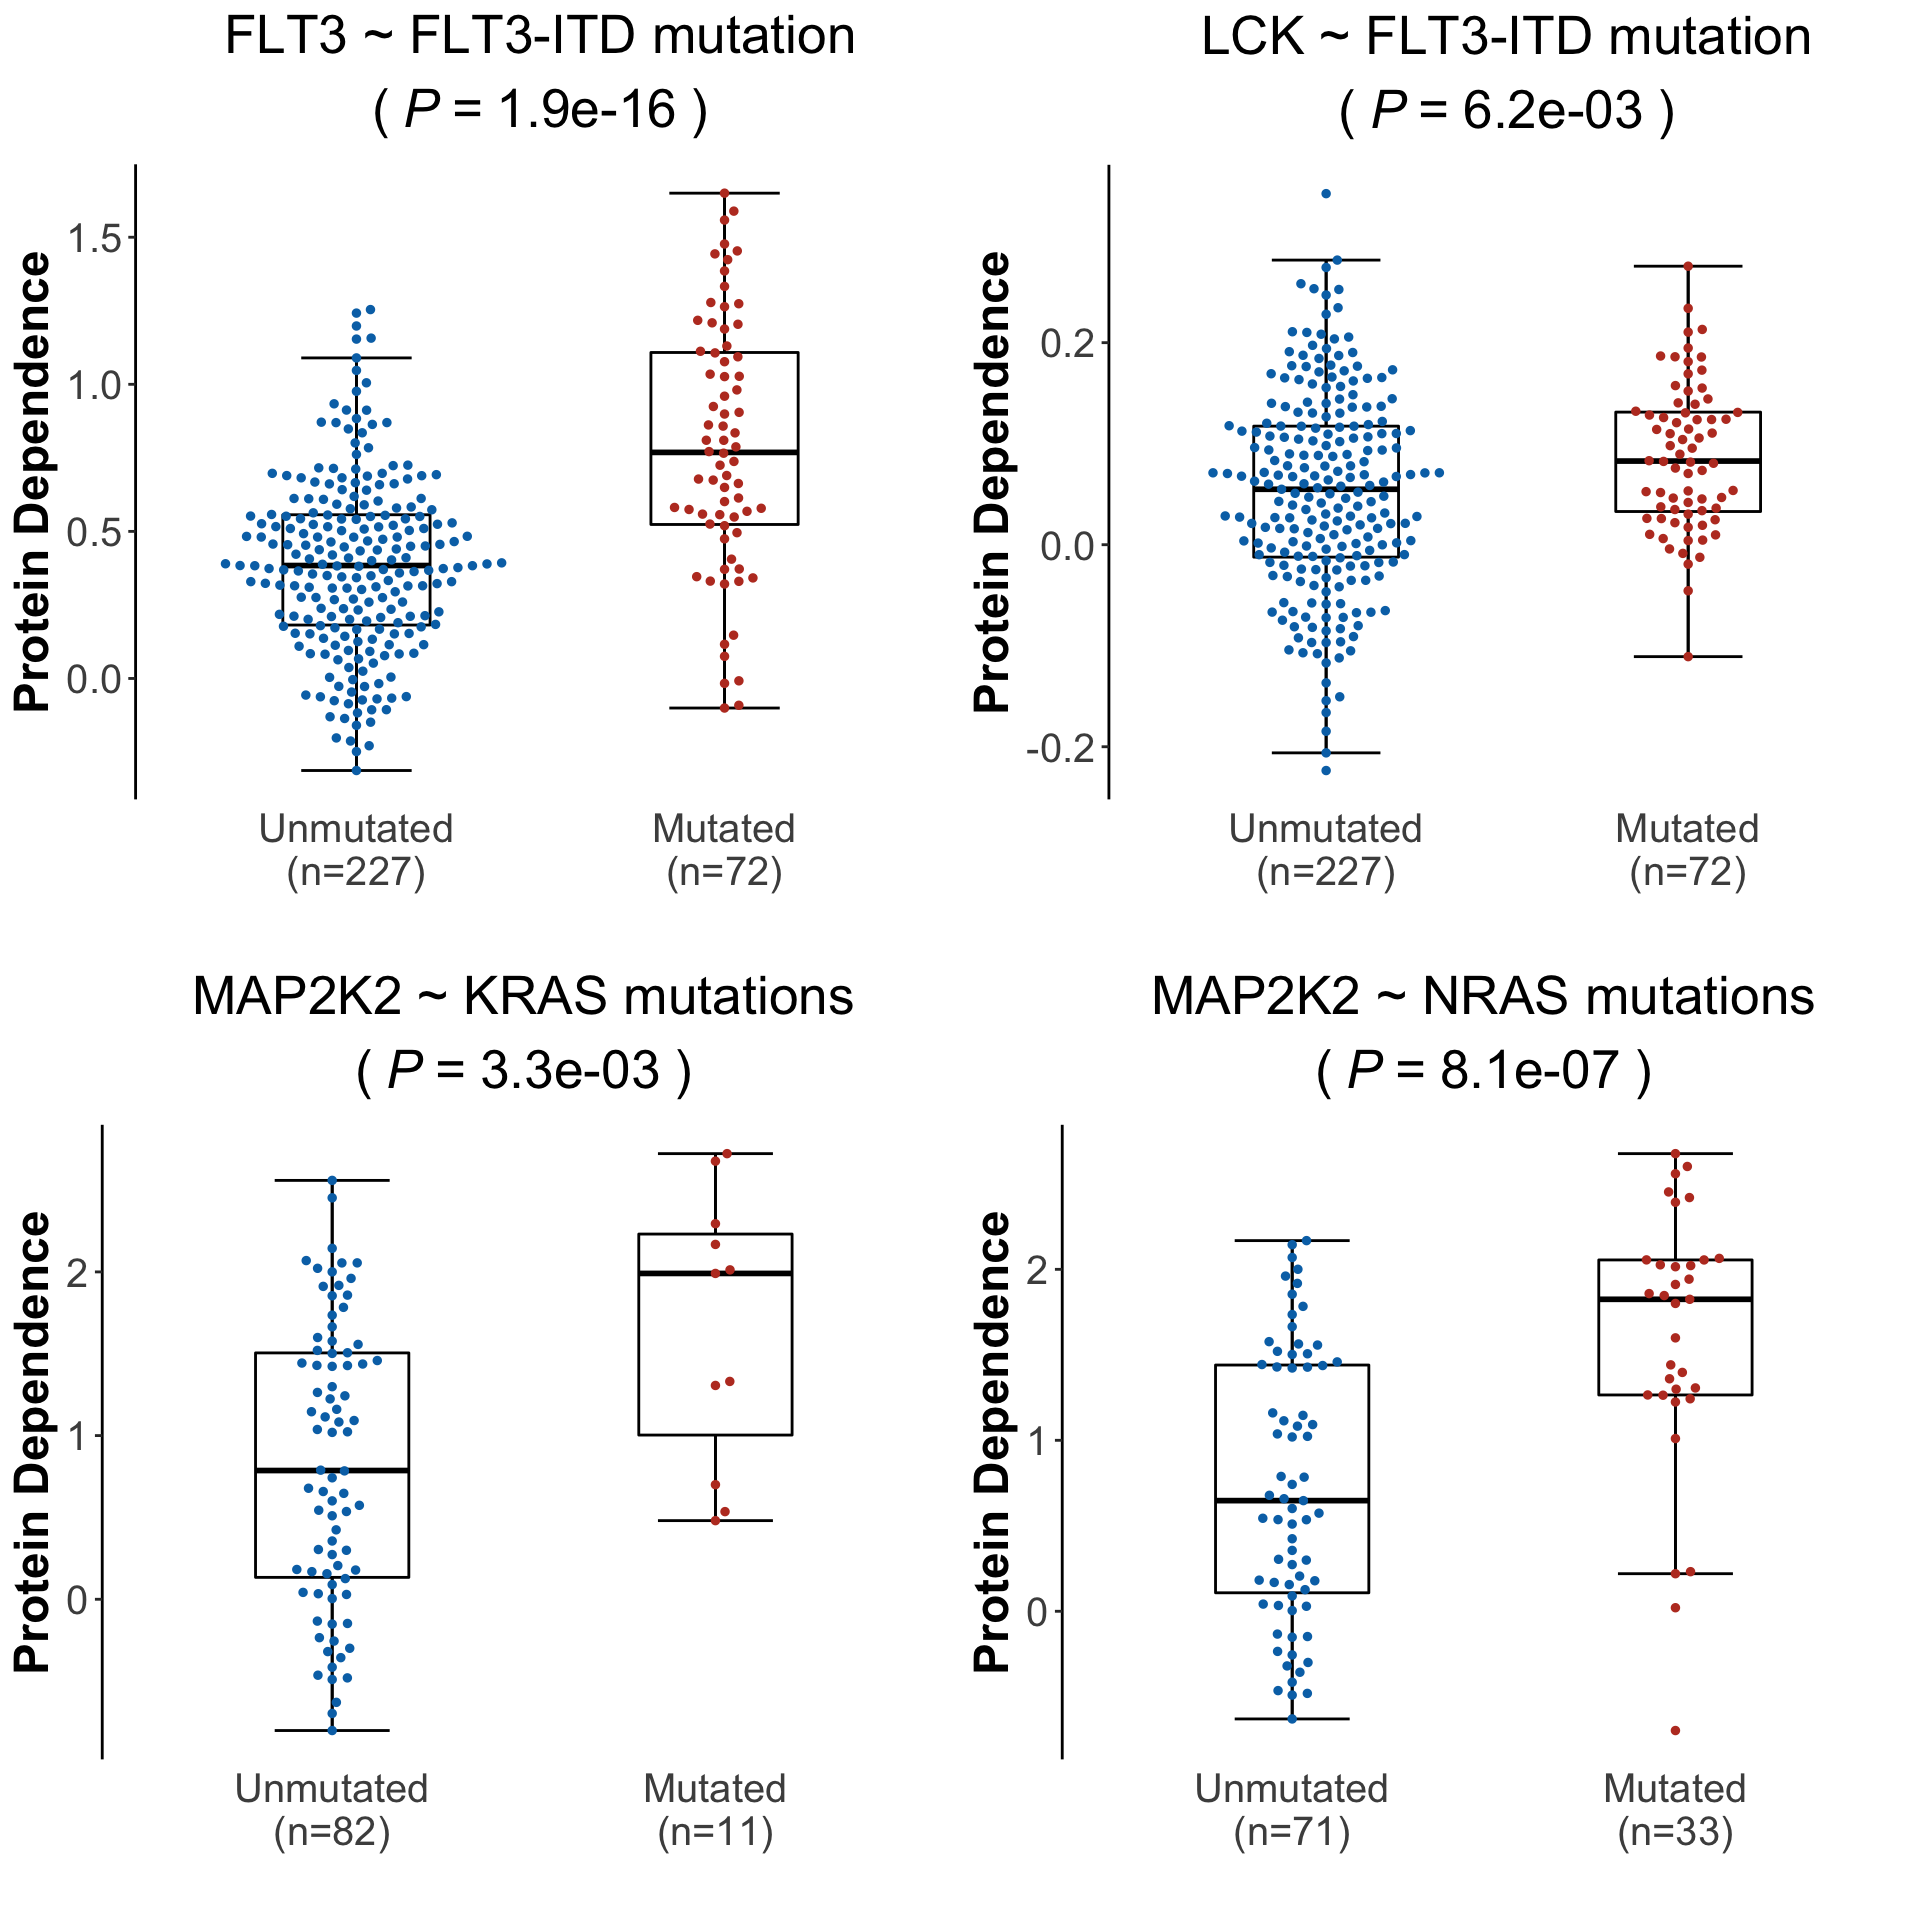 FLT3 ~ FLT3-ITD mutation
( P = 1.9e-16 )
Protein Dependence
1.5
1.0
0.5
0.0
Unmutated
(n=227)
Mutated
(n=72)
LCK ~ FLT3-ITD mutation
( P = 6.2e-03 )
Protein Dependence
0.2
0.0
-0.2
Unmutated
(n=227)
Mutated
(n=72)
MAP2K2 ~ KRAS mutations
( P = 3.3e-03 )
Protein Dependence
2
1
0
Unmutated
(n=82)
Mutated
(n=11)
MAP2K2 ~ NRAS mutations
( P = 8.1e-07 )
Protein Dependence
2
1
0
Unmutated
(n=71)
Mutated
(n=33)